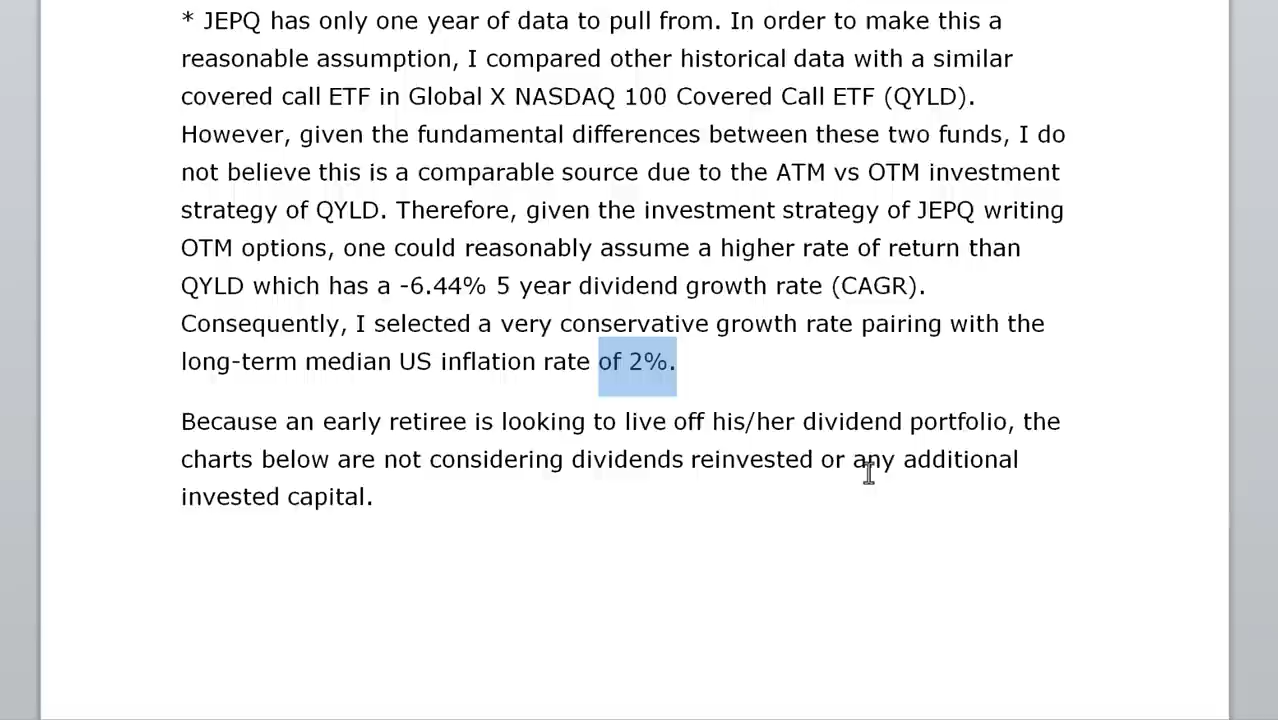 * JEPQ has only one year of data to pull from. In order to make this a
reasonable assumption, I compared other historical data with a similar
covered call ETF in Global X NASDAQ 100 Covered Call ETF (QYLD).
However, given the fundamental differences between these two funds, I do
not believe this is a comparable source due to the ATM vs OTM investment
strategy of QYLD. Therefore, given the investment strategy of JEPQ writing
OTM options, one could reasonably assume a higher rate of return than
QYLD which has a -6.44% 5 year dividend growth rate (CAGR).
Consequently, I selected a very conservative growth rate pairing with the
long-term median US inflation rate of 2%.
Because an early retiree is looking to live off his/her dividend portfolio, the
charts below are not considering dividends reinvested or any additional
invested capital.